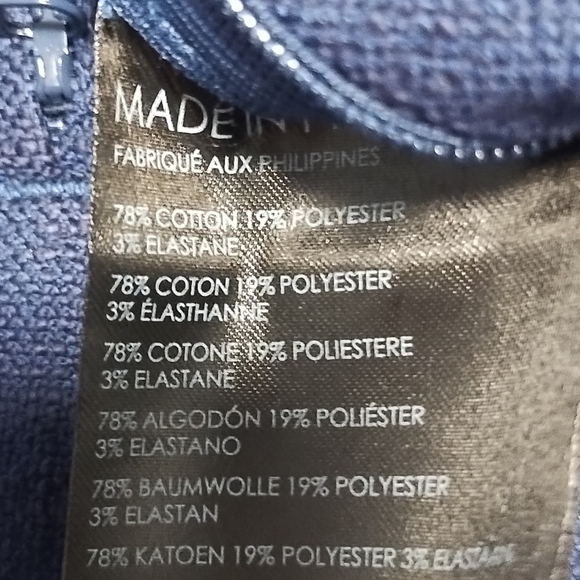 MADE IN
FABRIQUÉ AUX PHILIPPINES
78% COTTON 19% POLYESTER
3% ELASTANE
78% COTON 19% POLYESTER
3% ÉLASTHANNE
78% COTONE 19% POLIESTERE
3% ELASTANE
78% ALGODÓN 19% POLIÉSTER
3% ELASTANO
78% BAUMWOLLE 19% POLYESTER
3% ELASTAN
78% KATOEN 19% POLYESTER 3% ELASTAAN